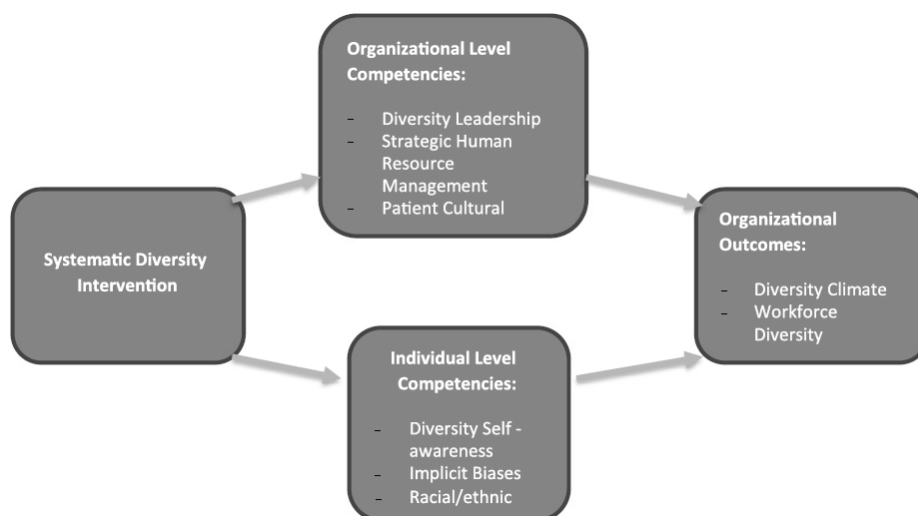 Organizational Level
Competencies:
- Diversity Leadership
- Strategic Human
Resource
Management
- Patient Cultural
Systematic Diversity
Intervention
Organizational
Outcomes:
- Diversity Climate
- Workforce
Diversity
Individual Level
Competencies:
- Diversity Self -
awareness
- Implicit Biases
- Racial/ethnic